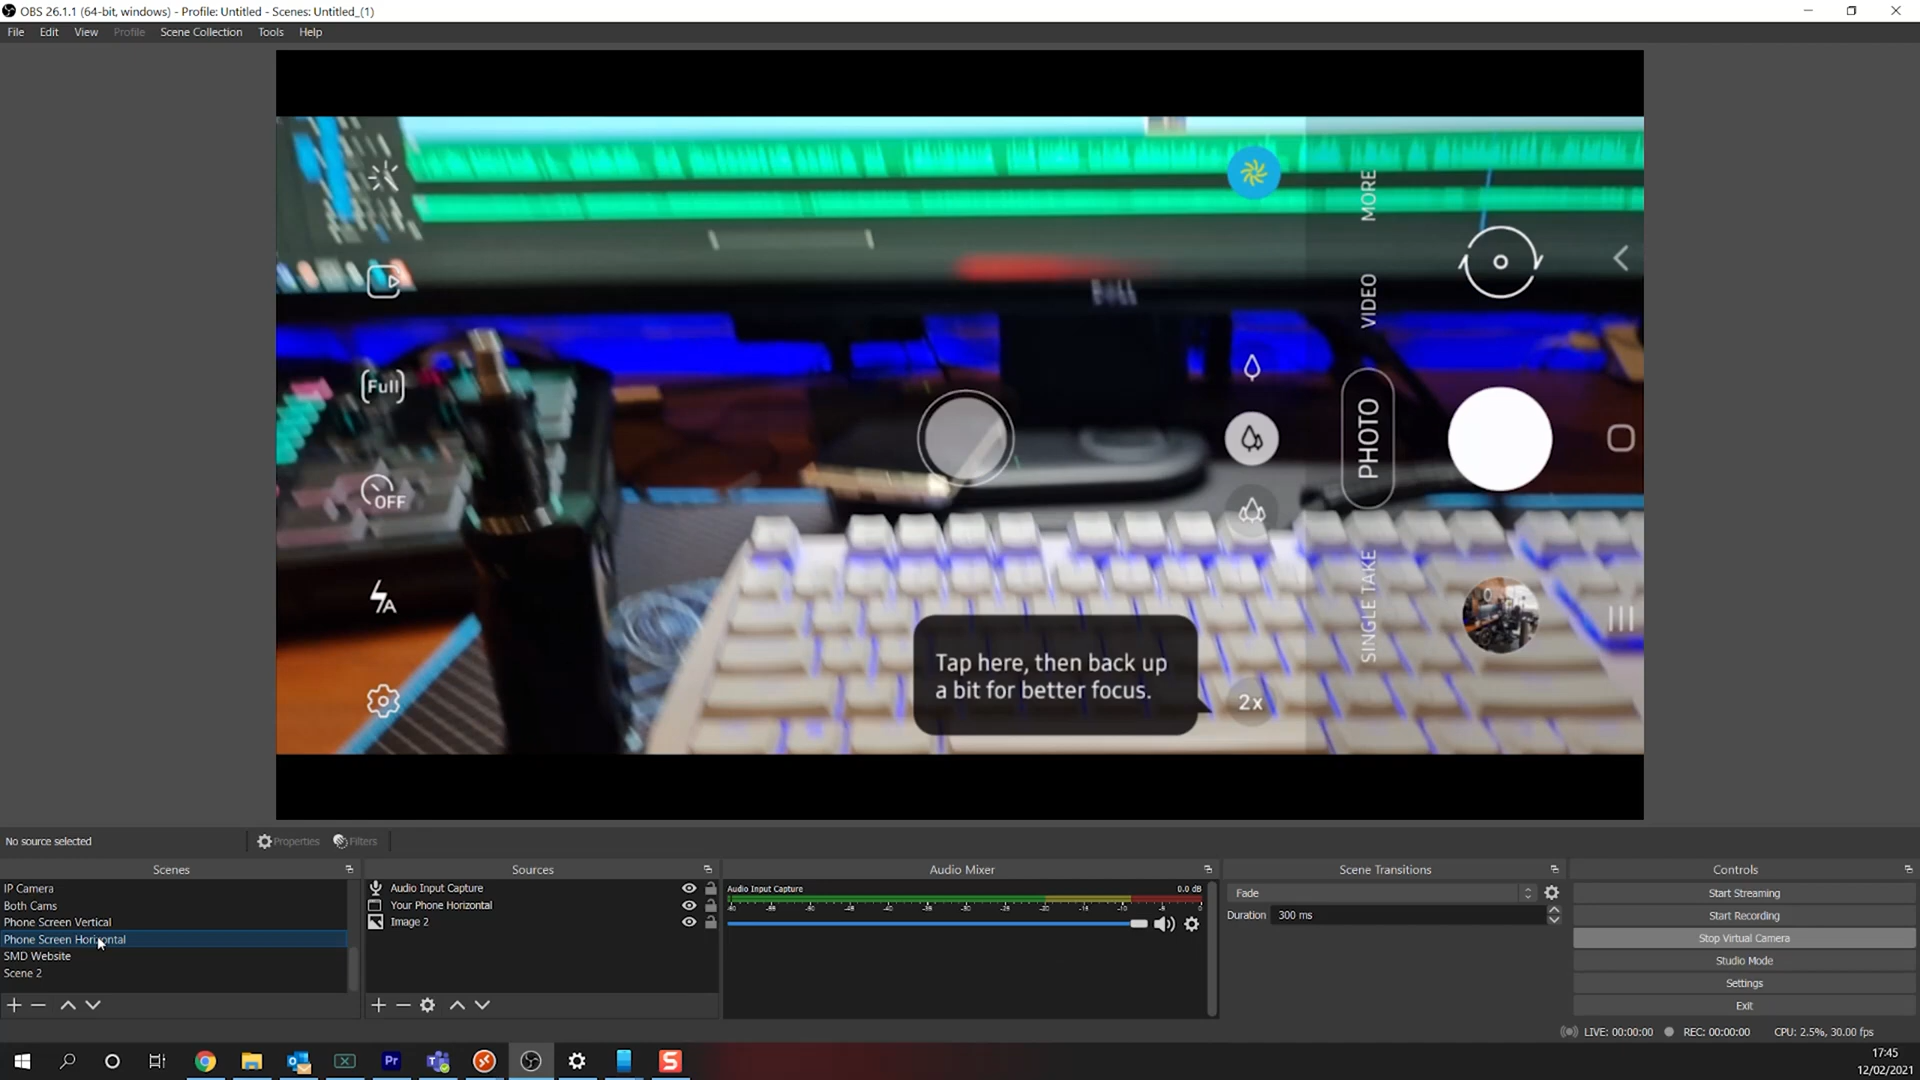 OBS 26.1.1 (64-bit, windows) - Profile: Untitled - Scenes: Untitled_(1)
File Edit View Profile Scene Collection Tools Help
MORE
VIDEO
PHOTO
SINGLE TAKE
Full
OFF
A
Tap here, then back up
a bit for better focus.
2x
No source selected
Properties
Filters
Scenes
IP Camera
Both Cams
Phone Screen Vertical
Phone Screen Horizontal
SMD Website
Scene 2
Sources
Audio Input Capture
Your Phone Horizontal
Image 2
Audio Mixer
Audio Input Capture 0.0 dB
Scene Transitions
Fade
Duration 300 ms
Controls
Start Streaming
Start Recording
Stop Virtual Camera
Studio Mode
Settings
Exit
LIVE: 00:00:00 REC: 00:00:00 CPU: 2.5%, 30.00 fps
Pr
S
17:45
12/02/2021